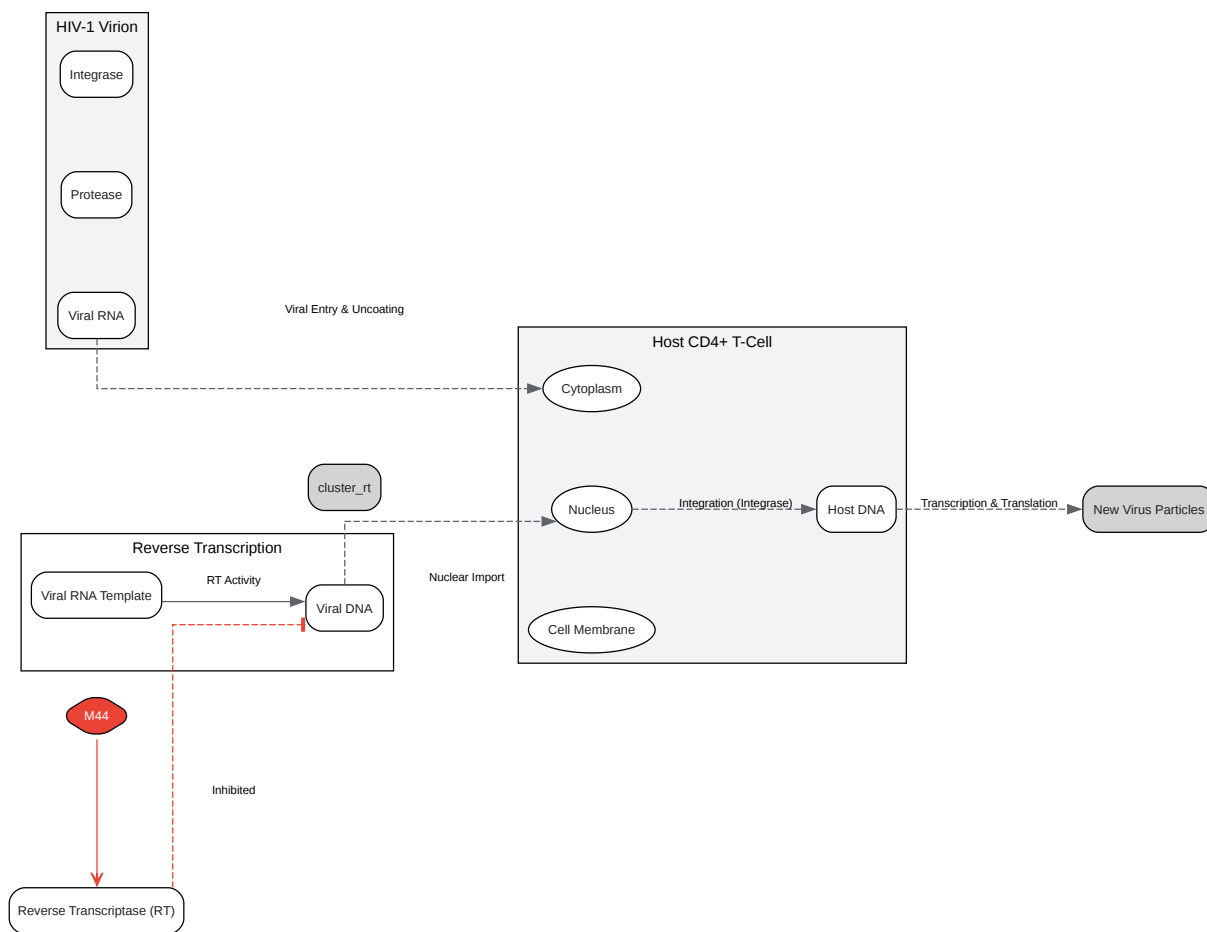 HIV-1 Virion
Integrase
Protease
Viral RNA
Viral Entry & Uncoating
Host CD4+ T-Cell
Cytoplasm
cluster_rt
Nucleus
Integration (Integrase)
Host DNA
Transcription & Translation
New Virus Particles
Reverse Transcription
Viral RNA Template
RT Activity
Viral DNA
Nuclear Import
Cell Membrane
M44
Inhibited
Reverse Transcriptase (RT)